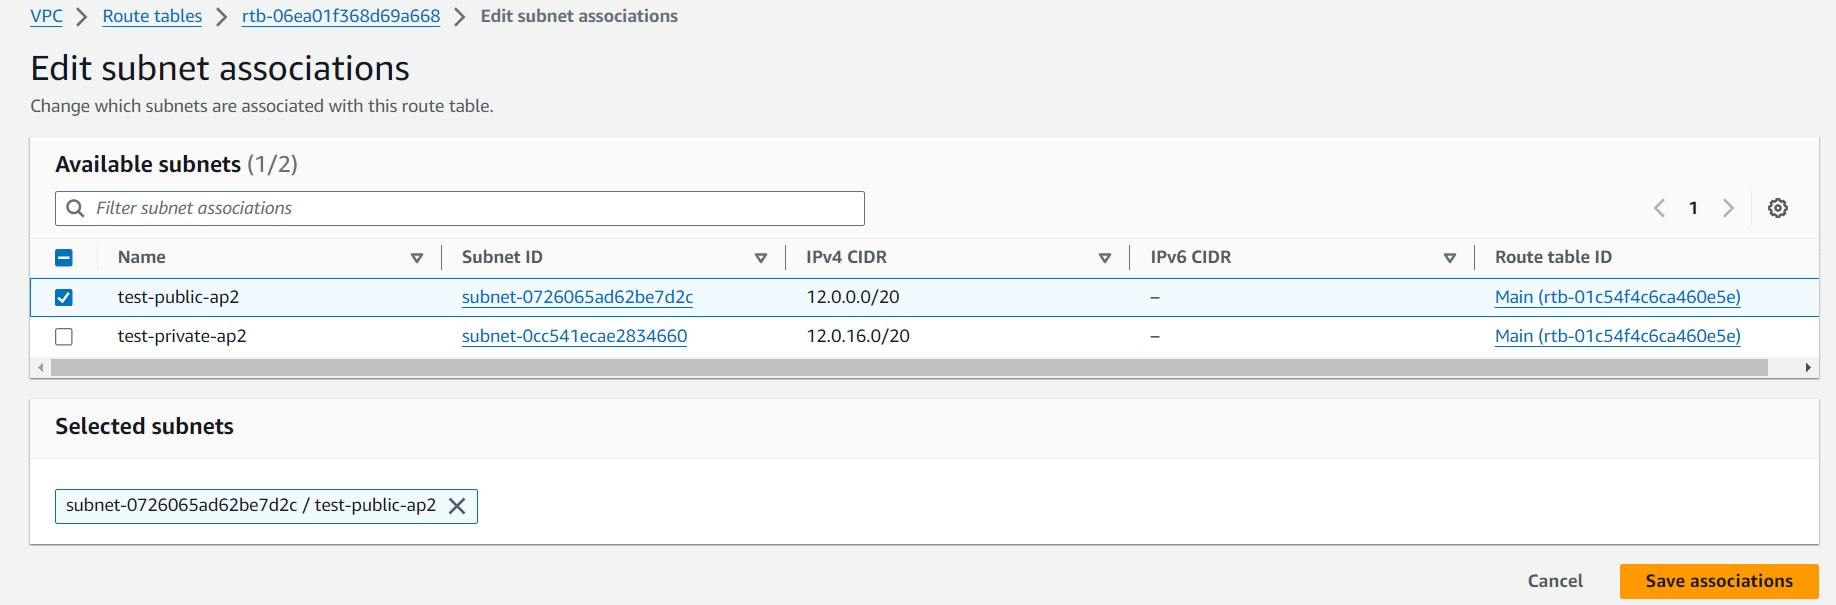 VPC > Route tables > rtb-06ea01f368d69a668 > Edit subnet associations
Edit subnet associations
Change which subnets are associated with this route table.
Available subnets (1/2)
Filter subnet associations
1
Name Subnet ID IPv4 CIDR IPv6 CIDR Route table ID
test-public-ap2 subnet-0726065ad62be7d2c 12.0.0.0/20 – Main (rtb-01c54f4c6ca460e5e)
test-private-ap2 subnet-0cc541ecae2834660 12.0.16.0/20 – Main (rtb-01c54f4c6ca460e5e)
Selected subnets
subnet-0726065ad62be7d2c / test-public-ap2
Cancel Save associations